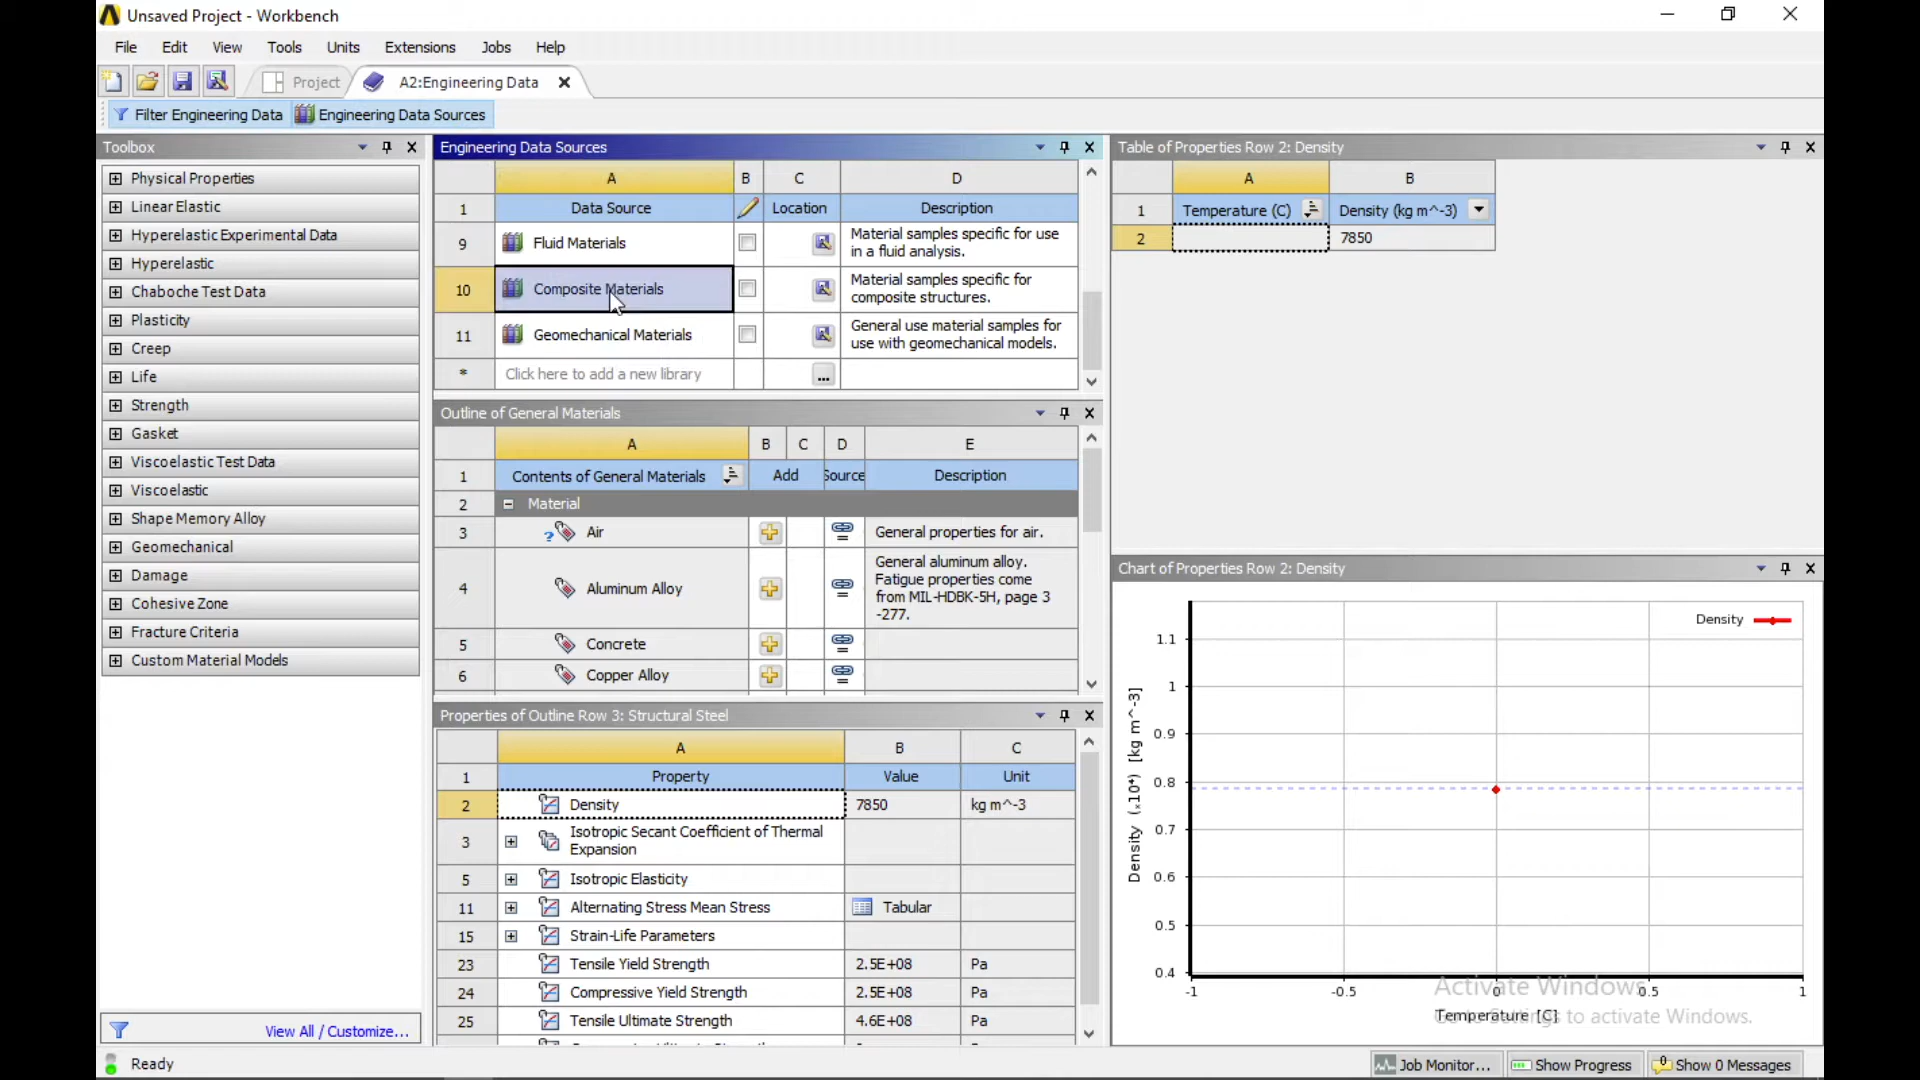 Unsaved Project - Workbench
File Edit View Tools Units Extensions Jobs Help
Project A2:Engineering Data
Filter Engineering Data Engineering Data Sources
Toolbox
Physical Properties
Linear Elastic
Hyperelastic Experimental Data
Hyperelastic
Chaboche Test Data
Plasticity
Creep
Life
Strength
Gasket
Viscoelastic Test Data
Viscoelastic
Shape Memory Alloy
Geomechanical
Damage
Cohesive Zone
Fracture Criteria
Custom Material Models
View All / Customize...
Engineering Data Sources
A B C D
1 Data Source Location Description
9 Fluid Materials Material samples specific for use
in a fluid analysis.
10 Composite Materials Material samples specific for
composite structures.
11 Geomechanical Materials General use material samples for
use with geomechanical models.
* Click here to add a new library ...
Outline of General Materials
A B C D E
1 Contents of General Materials Add Source Description
2 Material
3 Air General properties for air.
4 Aluminum Alloy General aluminum alloy.
Fatigue properties come
from MIL-HDBK-5H, page 3
-277.
5 Concrete
6 Copper Alloy
Properties of Outline Row 3: Structural Steel
A B C
1 Property Value Unit
2 Density 7850 kg m^-3
3 Isotropic Secant Coefficient of Thermal
Expansion
5 Isotropic Elasticity
11 Alternating Stress Mean Stress Tabular
15 Strain-Life Parameters
23 Tensile Yield Strength 2.5E+08 Pa
24 Compressive Yield Strength 2.5E+08 Pa
25 Tensile Ultimate Strength 4.6E+08 Pa
Table of Properties Row 2: Density
A B
1 Temperature (C) Density (kg m^-3)
2 7850
Chart of Properties Row 2: Density
Density
1.1
1
0.9
0.8
0.7
0.6
0.5
0.4
Density (×10⁴) [kg m^-3]
-1 -0.5 0 0.5 1
Temperature [C]
Activate Windows
Go to Settings to activate Windows.
Ready
Job Monitor... Show Progress Show 0 Messages